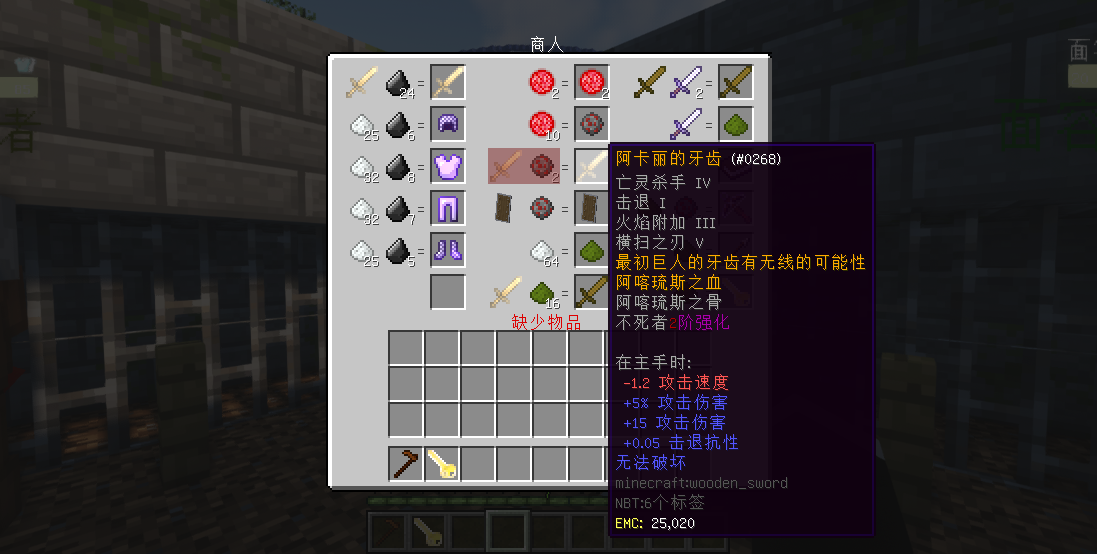 商人
24
2
2
2
25
6
10
32
8
2
32
7
25
5
64
16
缺少物品
阿卡丽的牙齿 (#0268)
亡灵杀手 IV
击退 I
火焰附加 III
横扫之刃 V
最初巨人的牙齿有无线的可能性
阿喀琉斯之血
阿喀琉斯之骨
不死者2阶强化
在主手时:
-1.2 攻击速度
+5% 攻击伤害
+15 攻击伤害
+0.05 击退抗性
无法破坏
minecraft:wooden_sword
NBT:6个标签
EMC: 25,020
面
者